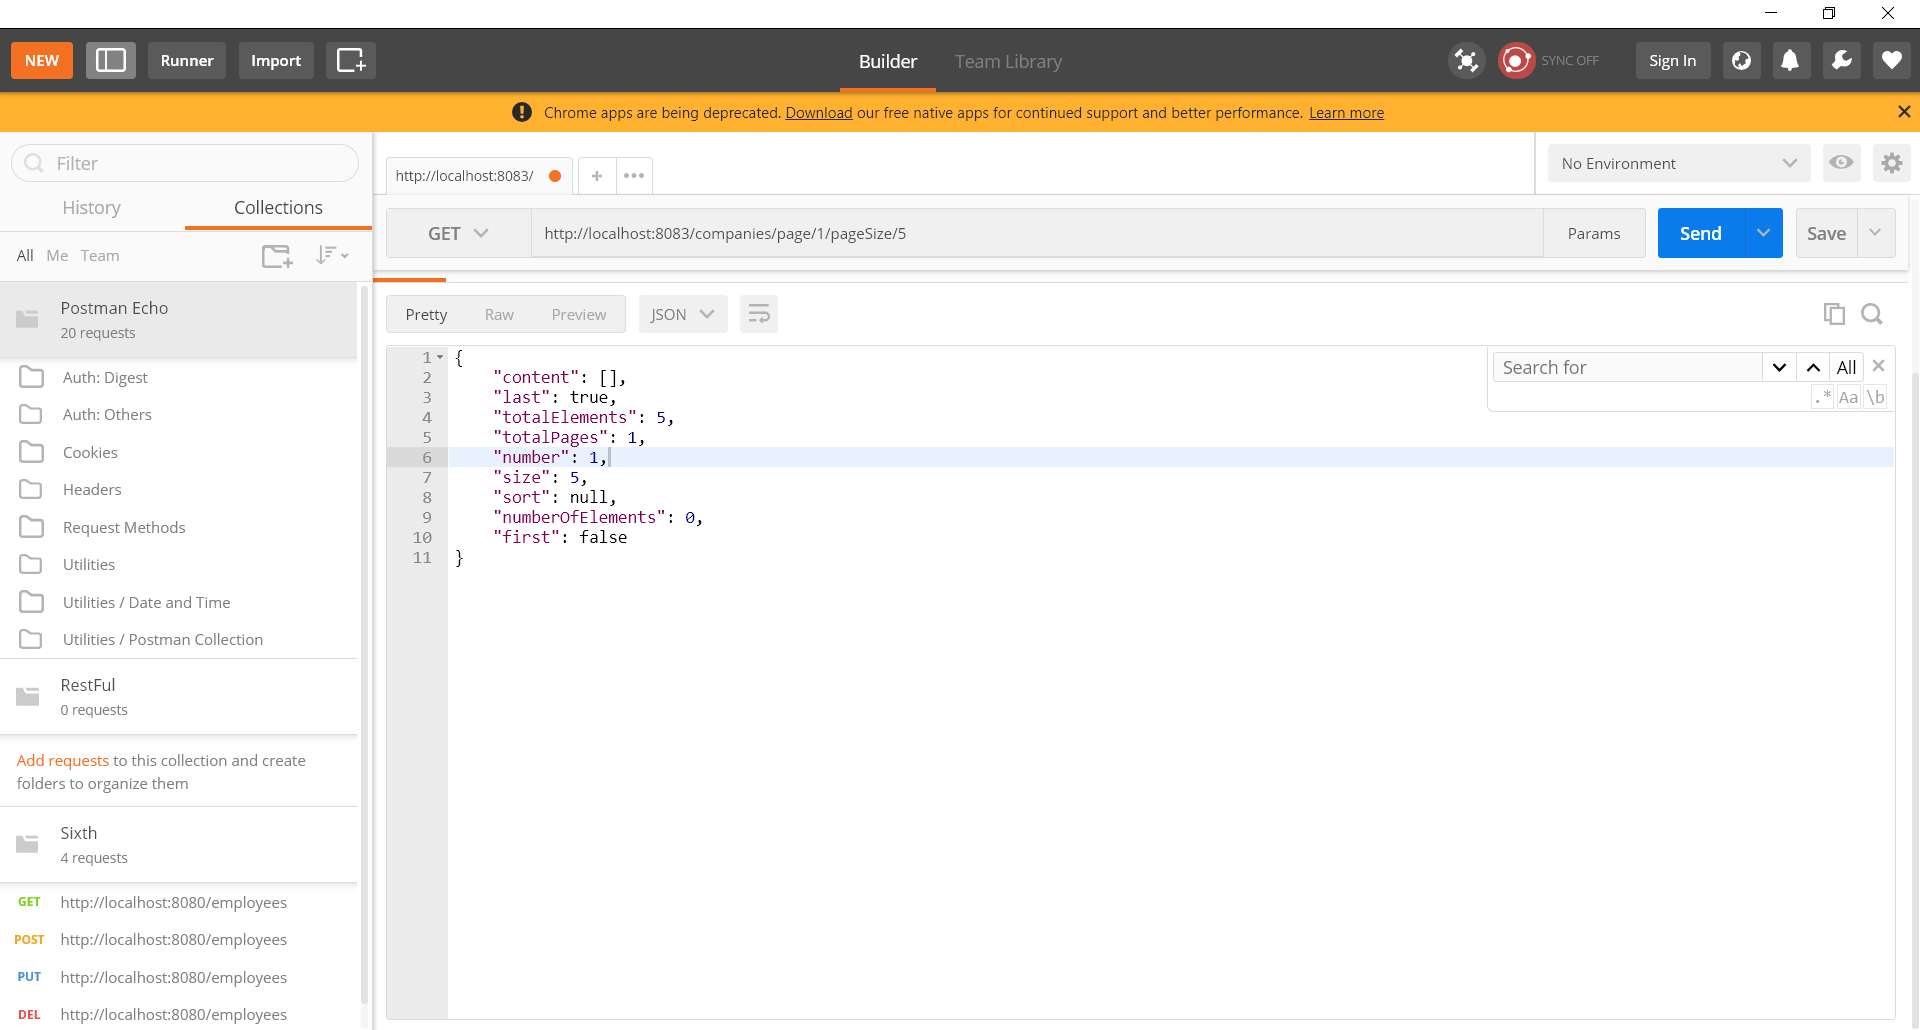 NEW Runner Import Builder Team Library SYNC OFF Sign In
Chrome apps are being deprecated. Download our free native apps for continued support and better performance. Learn more
Filter
History Collections
All Me Team
Postman Echo
20 requests
Auth: Digest
Auth: Others
Cookies
Headers
Request Methods
Utilities
Utilities / Date and Time
Utilities / Postman Collection
RestFul
0 requests
Add requests to this collection and create
folders to organize them
Sixth
4 requests
GET http://localhost:8080/employees
POST http://localhost:8080/employees
PUT http://localhost:8080/employees
DEL http://localhost:8080/employees
http://localhost:8083/ No Environment
GET http://localhost:8083/companies/page/1/pageSize/5 Params Send Save
Pretty Raw Preview JSON
Search for All
.* Aa \b
1 {
2 "content": [],
3 "last": true,
4 "totalElements": 5,
5 "totalPages": 1,
6 "number": 1,
7 "size": 5,
8 "sort": null,
9 "numberOfElements": 0,
10 "first": false
11 }